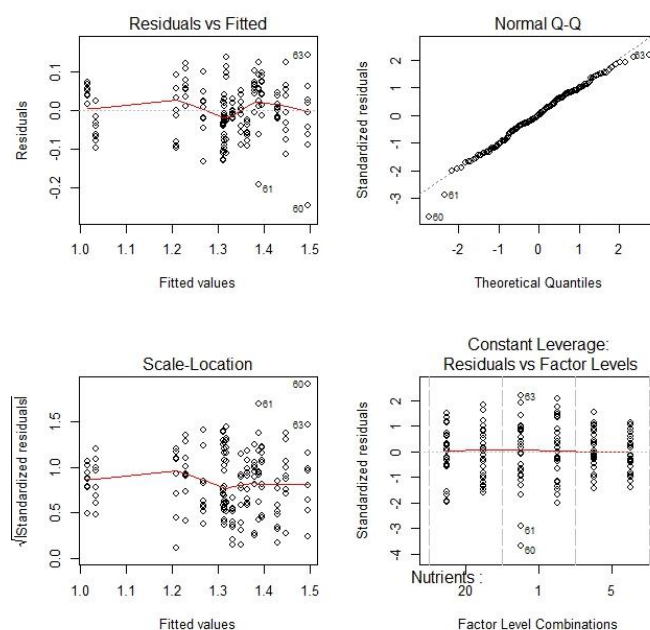 Residuals vs Fitted
Residuals
0.1
0.0
-0.1
-0.2
63
61
60
1.0 1.1 1.2 1.3 1.4 1.5
Fitted values
Normal Q-Q
Standardized residuals
2
1
0
-1
-2
-3
63
61
60
-2 -1 0 1 2
Theoretical Quantiles
Scale-Location
√|Standardized residuals|
1.5
1.0
0.5
0.0
60
61
63
1.0 1.1 1.2 1.3 1.4 1.5
Fitted values
Constant Leverage:
Residuals vs Factor Levels
Standardized residuals
2
1
0
-1
-2
-3
-4
63
61
60
Nutrients :
20 1 5
Factor Level Combinations